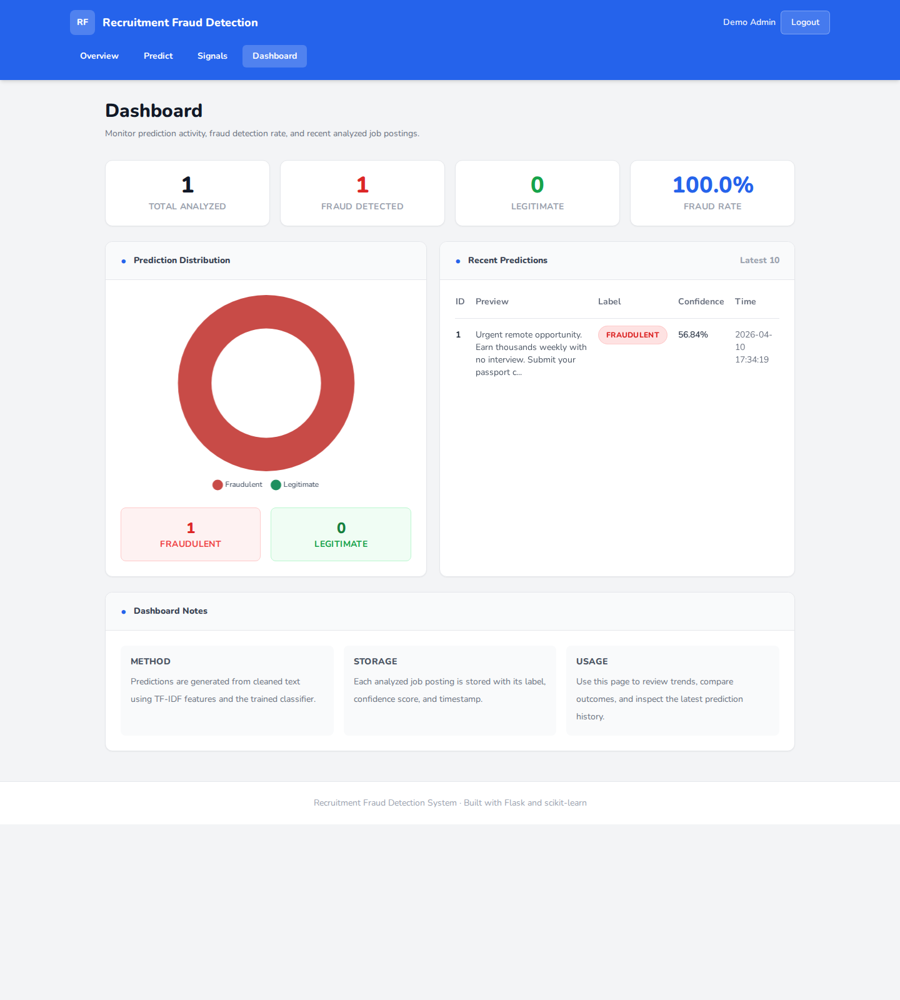 RF
Recruitment Fraud Detection
Demo Admin
Logout
Overview
Predict
Signals
Dashboard
Dashboard
Monitor prediction activity, fraud detection rate, and recent analyzed job postings.
1
TOTAL ANALYZED
1
FRAUD DETECTED
0
LEGITIMATE
100.0%
FRAUD RATE
Prediction Distribution
Fraudulent
Legitimate
1
FRAUDULENT
0
LEGITIMATE
Recent Predictions
Latest 10
ID Preview Label Confidence Time
1
Urgent remote opportunity.
Earn thousands weekly with
no interview. Submit your
passport c...
FRAUDULENT
56.84%
2026-04-
10
17:34:19
Dashboard Notes
METHOD
Predictions are generated from cleaned text
using TF-IDF features and the trained classifier.
STORAGE
Each analyzed job posting is stored with its label,
confidence score, and timestamp.
USAGE
Use this page to review trends, compare
outcomes, and inspect the latest prediction
history.
Recruitment Fraud Detection System · Built with Flask and scikit-learn